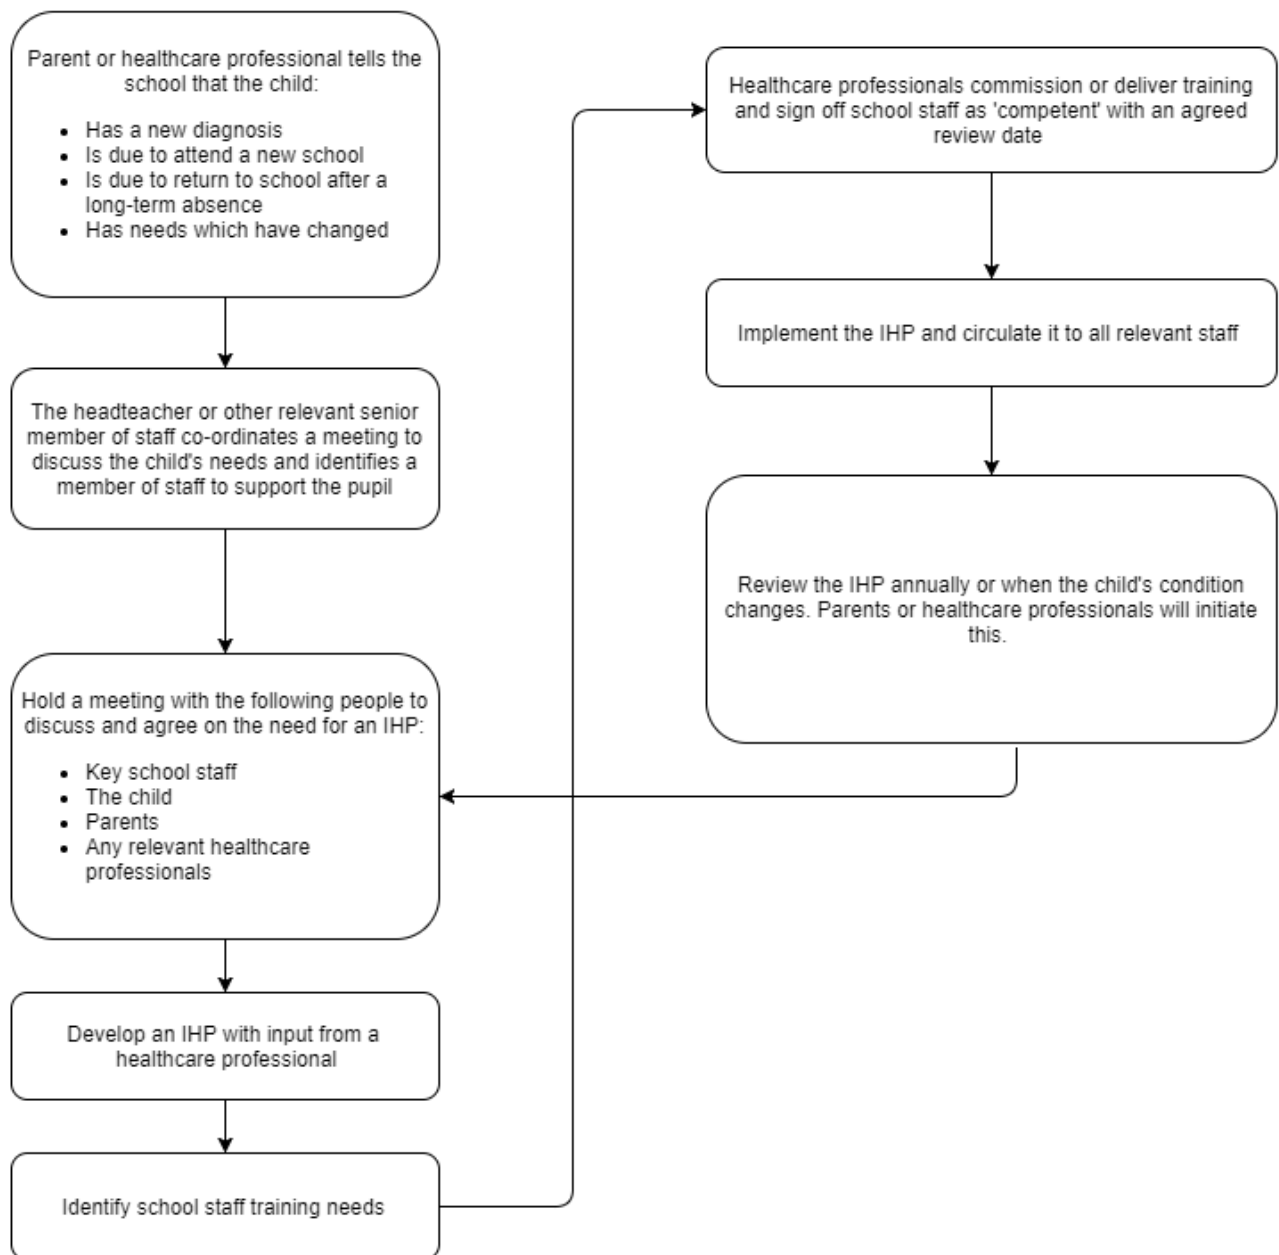 Parent or healthcare professional tells the
school that the child:
• Has a new diagnosis
• Is due to attend a new school
• Is due to return to school after a
long-term absence
• Has needs which have changed
The headteacher or other relevant senior
member of staff co-ordinates a meeting to
discuss the child's needs and identifies a
member of staff to support the pupil
Hold a meeting with the following people to
discuss and agree on the need for an IHP:
• Key school staff
• The child
• Parents
• Any relevant healthcare
professionals
Develop an IHP with input from a
healthcare professional
Identify school staff training needs
Healthcare professionals commission or deliver training
and sign off school staff as 'competent' with an agreed
review date
Implement the IHP and circulate it to all relevant staff
Review the IHP annually or when the child's condition
changes. Parents or healthcare professionals will initiate
this.